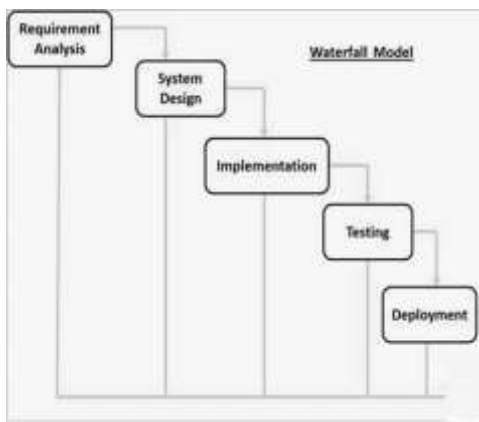 Requirement
Analysis
Waterfall Model
System
Design
Implementation
Testing
Deployment